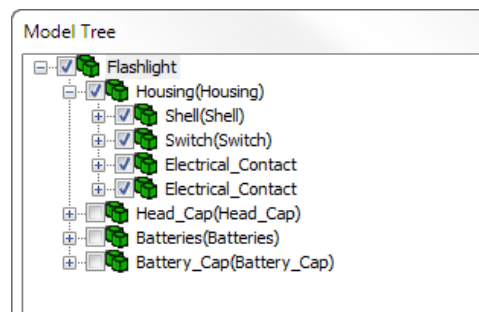 Model Tree
Flashlight
Housing(Housing)
Shell(Shell)
Switch(Switch)
Electrical_Contact
Electrical_Contact
Head_Cap(Head_Cap)
Batteries(Batteries)
Battery_Cap(Battery_Cap)